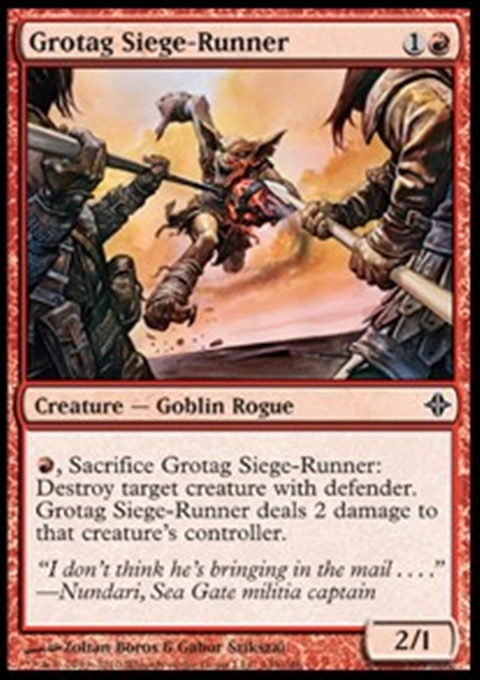 Grotag Siege-Runner 1
Creature — Goblin Rogue
, Sacrifice Grotag Siege-Runner:
Destroy target creature with defender.
Grotag Siege-Runner deals 2 damage to
that creature's controller.
"I don't think he's bringing in the mail . . . ."
—Nundari, Sea Gate militia captain
Zoltan Boros & Gabor Szikszai
2/1